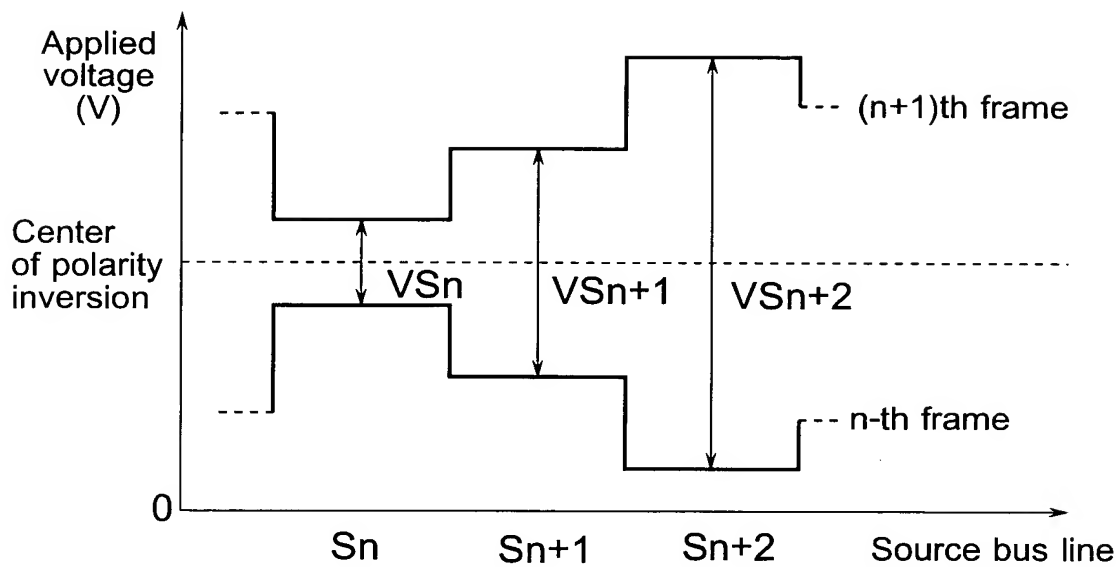 Applied
voltage
(V)
(n+1)th frame
Center
of polarity
inversion
VSn
VSn+1
VSn+2
n-th frame
0
Sn
Sn+1
Sn+2
Source bus line